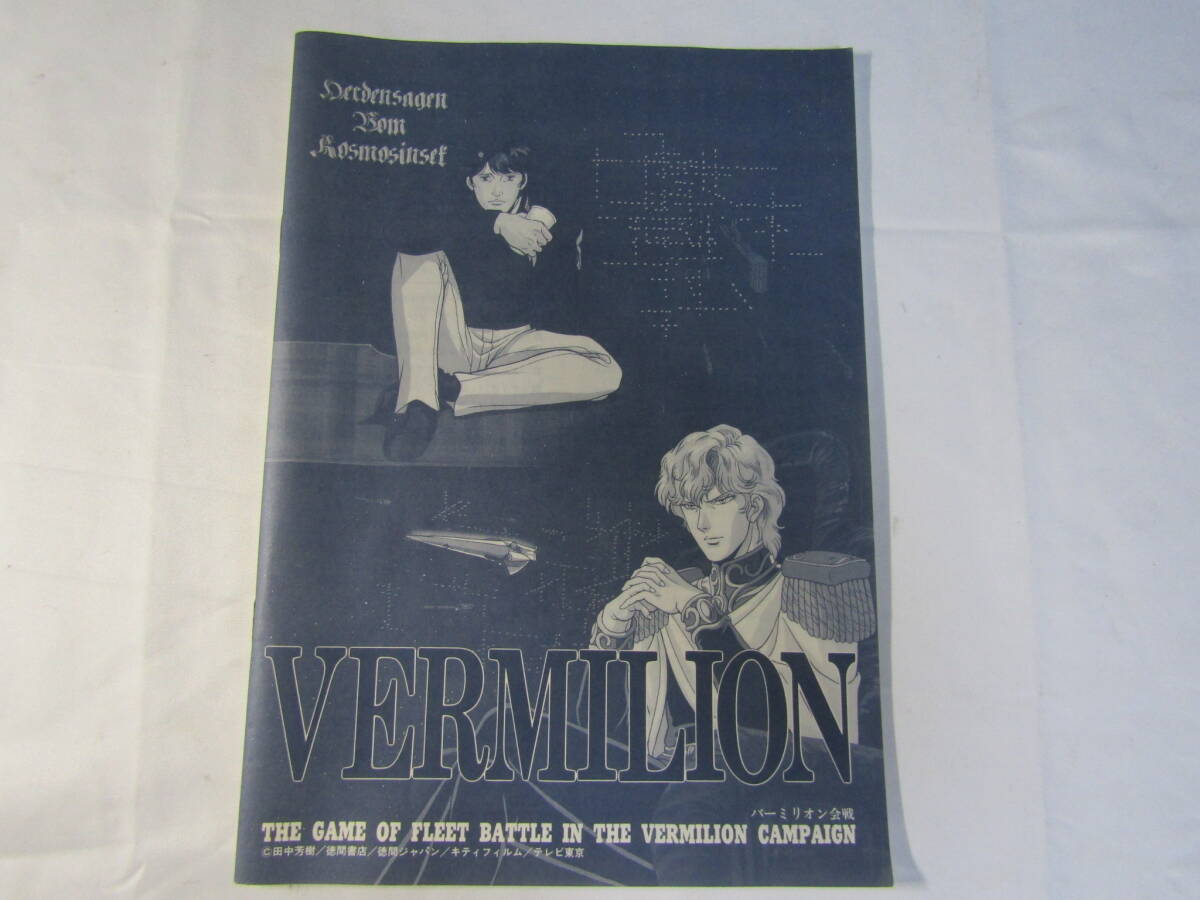 Herdensagen
Vom
Kosmosinsel
VERMILION
バーミリオン会戦
THE GAME OF FLEET BATTLE IN THE VERMILION CAMPAIGN
©田中芳樹/徳間書店/徳間ジャパン/キティフィルム/テレビ東京